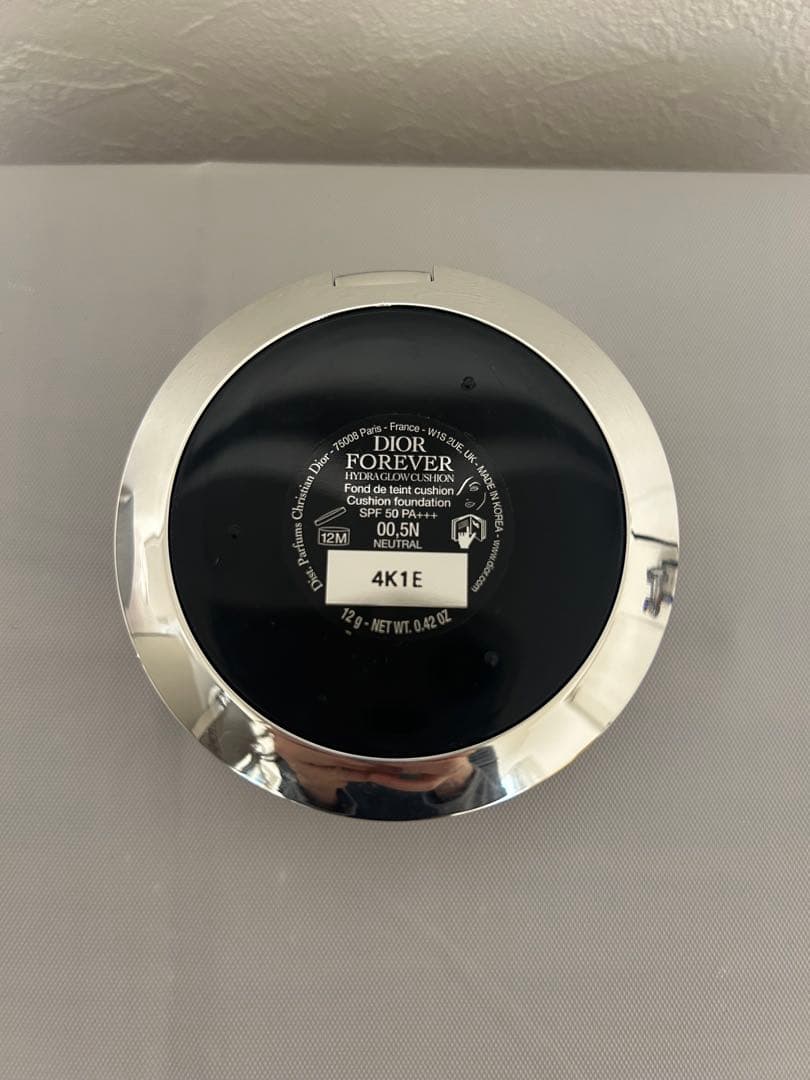 Dist. Parfums Christian Dior - 75008 Paris - France - W1S 2UE, UK - MADE IN KOREA - www.dior.com
DIOR
FOREVER
HYDRA GLOW CUSHION
Fond de teint cushion
Cushion foundation
SPF 50 PA+++
12M
00,5N
NEUTRAL
4K1E
12 g - NET WT. 0.42 OZ